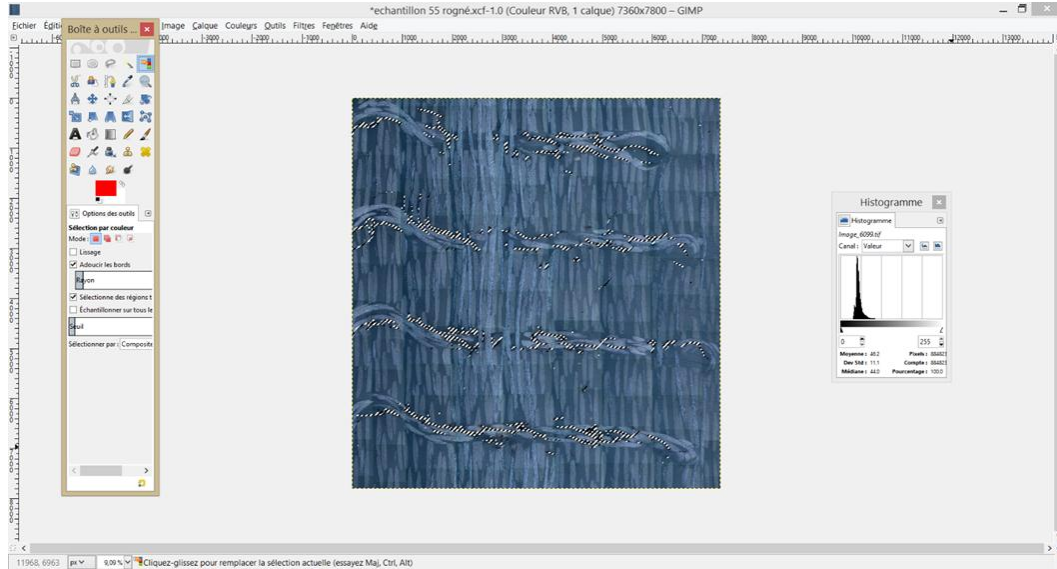 *echantillon 55 rogné.xcf-1.0 (Couleur RVB, 1 calque) 7360x7800 – GIMP
Fichier Image Calque Couleurs Outils Filtres Fenêtres Aide
Boîte à outils ...
Options des outils
Sélection par couleur
Mode :
Lissage
Adoucir les bords
Rayon
Sélectionne des régions t
Échantillonner sur tous le
Seuil
Sélectionner par : Composite
Histogramme
Histogramme
Image_6099.tif
Canal : Valeur
0 255
Moyenne : 46.2 Pixels : 884823
Dev Std : 11.1 Compte : 884823
Médiane : 44.0 Pourcentage : 100.0
11968, 6963 px 9,09 % Cliquez-glissez pour remplacer la sélection actuelle (essayez Maj, Ctrl, Alt)